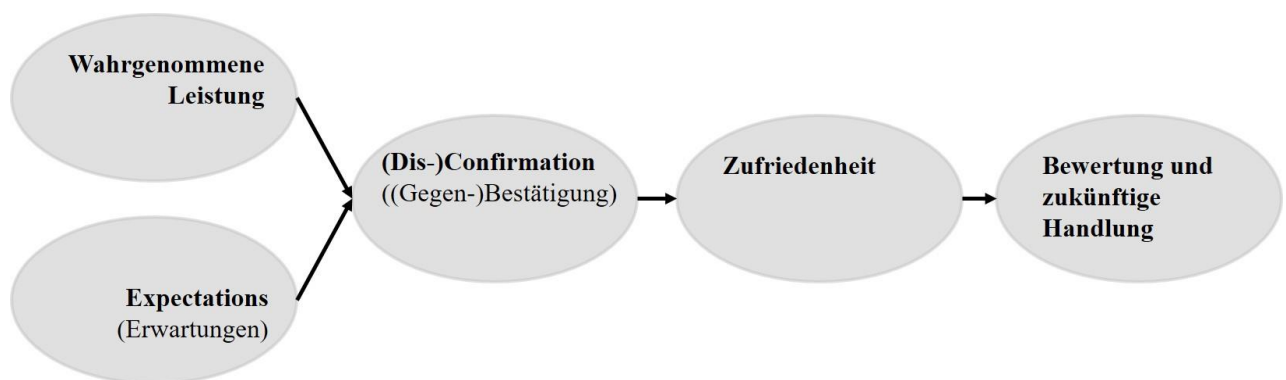 Wahrgenommene
Leistung
Expectations
(Erwartungen)
(Dis-)Confirmation
((Gegen-)Bestätigung)
Zufriedenheit
Bewertung und
zukünftige
Handlung